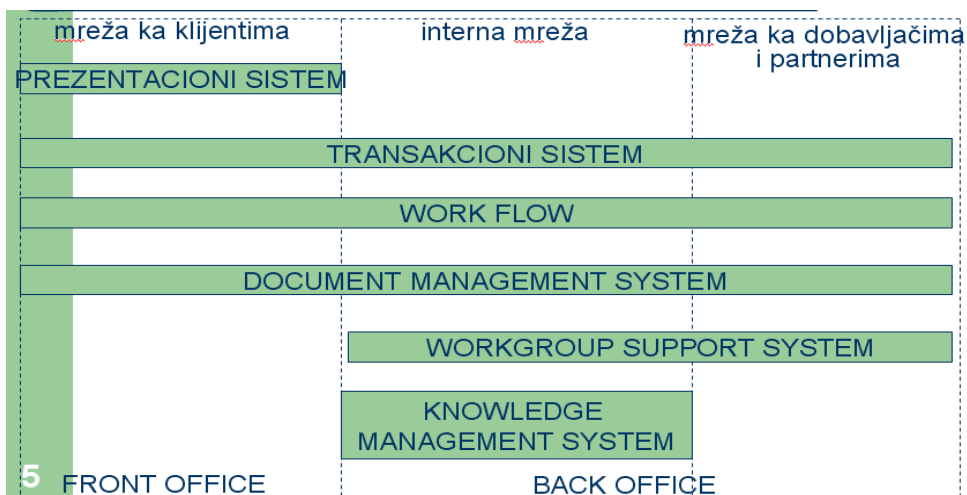 mreža ka klijentima
interna mreža
mreža ka dobavljačima
i partnerima
PREZENTACIONI SISTEM
TRANSAKCIONI SISTEM
WORK FLOW
DOCUMENT MANAGEMENT SYSTEM
WORKGROUP SUPPORT SYSTEM
KNOWLEDGE
MANAGEMENT SYSTEM
5
FRONT OFFICE
BACK OFFICE